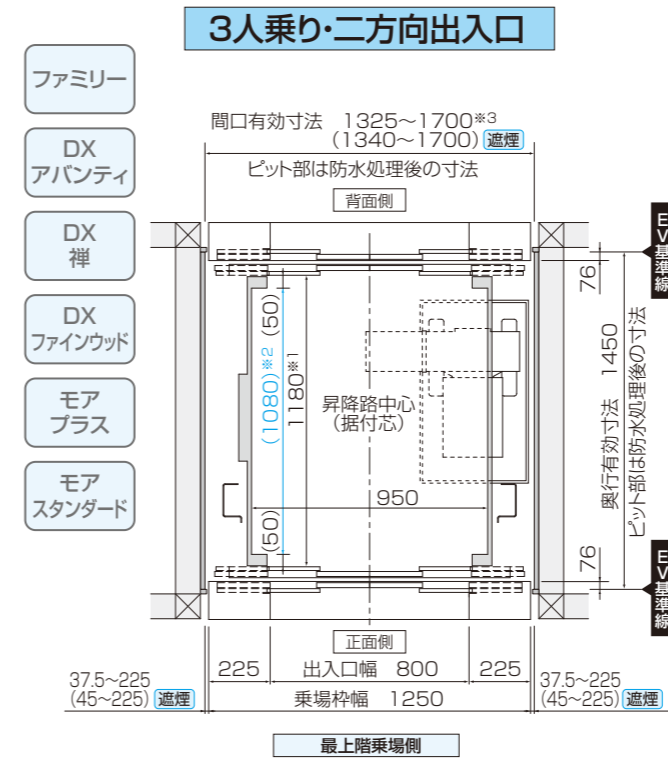 3人乗り・二方向出入口
ファミリー
DX
アバンティ
DX
禅
DX
ファインウッド
モア
プラス
モア
スタンダード
間口有効寸法 1325～1700※3
(1340～1700) 遮煙
ピット部は防水処理後の寸法
背面側
EV基準線
76
(50)
(1080)※2
1180※1
(50)
昇降路中心
(据付芯)
950
奥行有効寸法 1450
ピット部は防水処理後の寸法
76
EV基準線
正面側
225 出入口幅 800 225
乗場枠幅 1250
37.5～225
(45～225) 遮煙
37.5～225
(45～225) 遮煙
最上階乗場側